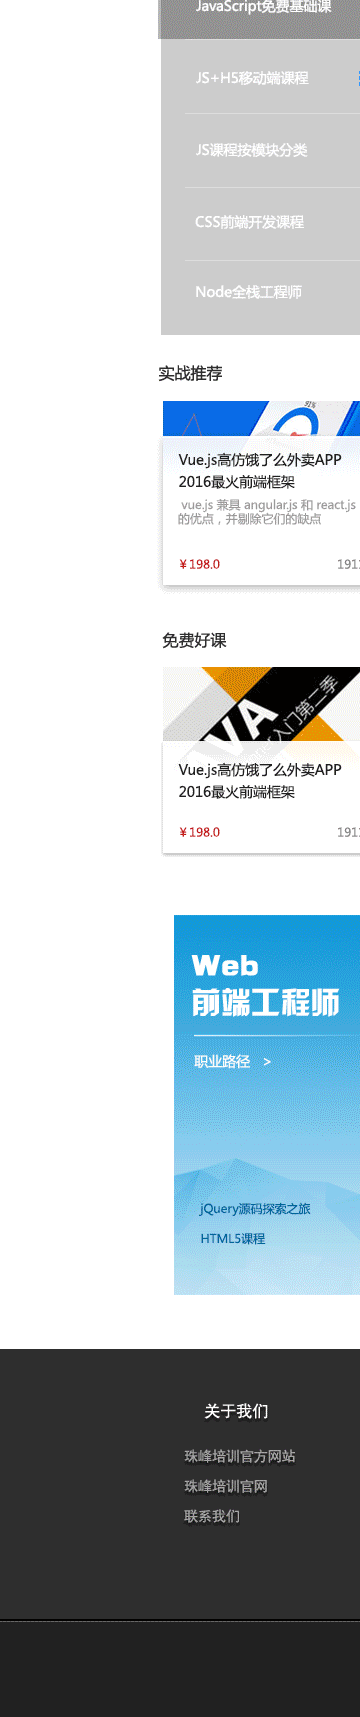 JavaScript免费基础课
JS+H5移动端课程
JS课程按模块分类
CSS前端开发课程
Node全栈工程师
实战推荐
91%
Vue.js高仿饿了么外卖APP
2016最火前端框架
vue.js 兼具 angular.js 和 react.js
的优点，并剔除它们的缺点
¥198.0
1911
免费好课
入门第二季
Vue.js高仿饿了么外卖APP
2016最火前端框架
¥198.0
1911
Web
前端工程师
职业路径 >
jQuery源码探索之旅
HTML5课程
关于我们
珠峰培训官方网站
珠峰培训官网
联系我们